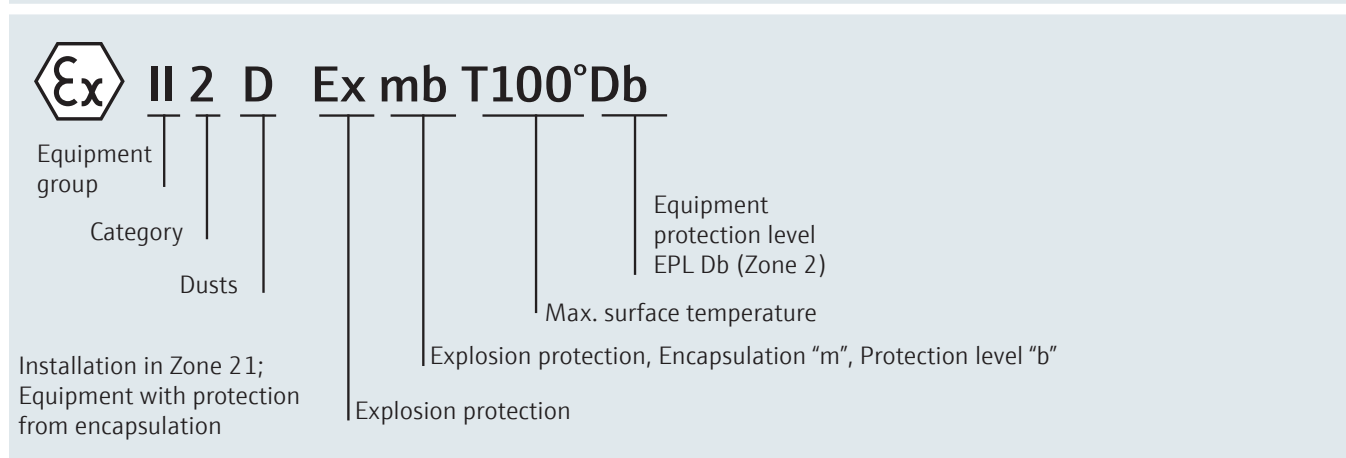 Ex II 2 D Ex mb T100°Db
Equipment
group
Category
Dusts
Equipment
protection level
EPL Db (Zone 2)
Max. surface temperature
Explosion protection, Encapsulation “m”, Protection level “b”
Explosion protection
Installation in Zone 21;
Equipment with protection
from encapsulation